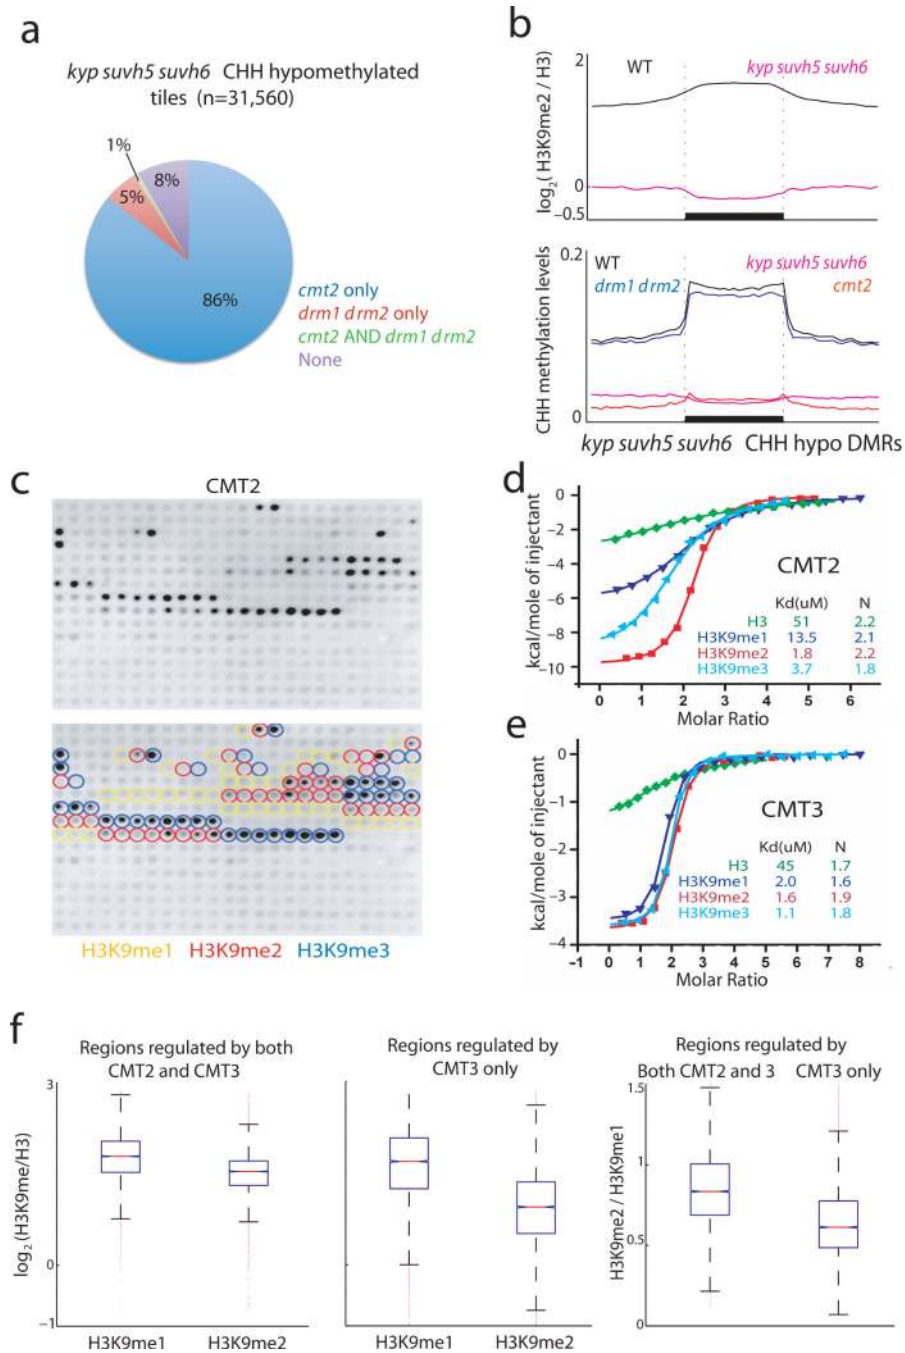 a
kyp suvh5 suvh6 CHH hypomethylated
tiles (n=31,560)
1%
5%
8%
86%
cmt2 only
drm1 drm2 only
cmt2 AND drm1 drm2
None
b
log2( H3K9me2 / H3)
2
0
−0.5
WT
kyp suvh5 suvh6
CHH methylation levels
0.2
0
WT
kyp suvh5 suvh6
drm1 drm2
cmt2
kyp suvh5 suvh6 CHH hypo DMRs
c
CMT2
H3K9me1 H3K9me2 H3K9me3
d
kcal/mole of injectant
0
−2
−4
−6
−8
−10
CMT2
Kd(uM) N
H3 51 2.2
H3K9me1 13.5 2.1
H3K9me2 1.8 2.2
H3K9me3 3.7 1.8
0 1 2 3 4 5 6
Molar Ratio
e
kcal/mole of injectant
0
−1
−2
−3
−4
CMT3
Kd(uM) N
H3 45 1.7
H3K9me1 2.0 1.6
H3K9me2 1.6 1.9
H3K9me3 1.1 1.8
−1 0 1 2 3 4 5 6 7 8
Molar Ratio
f
Regions regulated by both
CMT2 and CMT3
log2 (H3K9me/H3)
3
0
−1
H3K9me1 H3K9me2
Regions regulated by
CMT3 only
H3K9me1 H3K9me2
Regions regulated by
Both CMT2 and 3 CMT3 only
H3K9me2 / H3K9me1
1.5
1
0.5
0